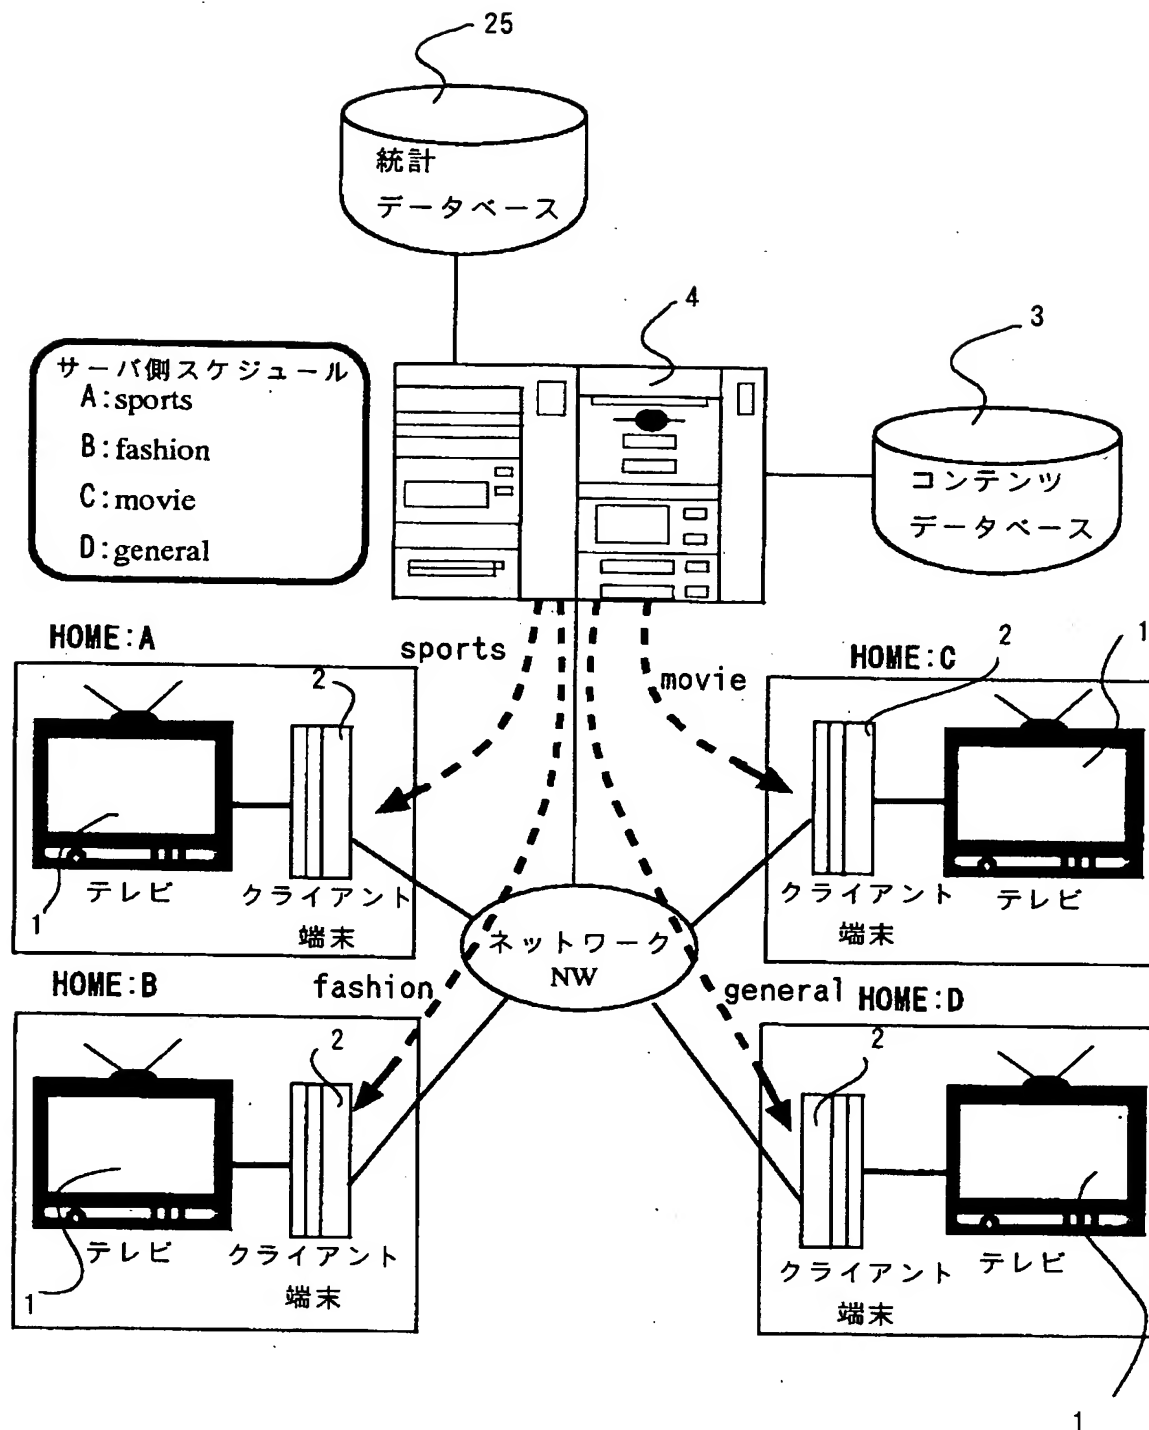 25
統計
データベース
4
3
サーバ側スケジュール
A:sports
B:fashion
C:movie
D:general
コンテンツ
データベース
HOME:A
sports
2
テレビ
クライアント
端末
1
movie
HOME:C
2
1
クライアント
端末
テレビ
ネットワーク
NW
HOME:B
fashion
2
テレビ
クライアント
端末
1
general
HOME:D
2
クライアント
端末
テレビ
1